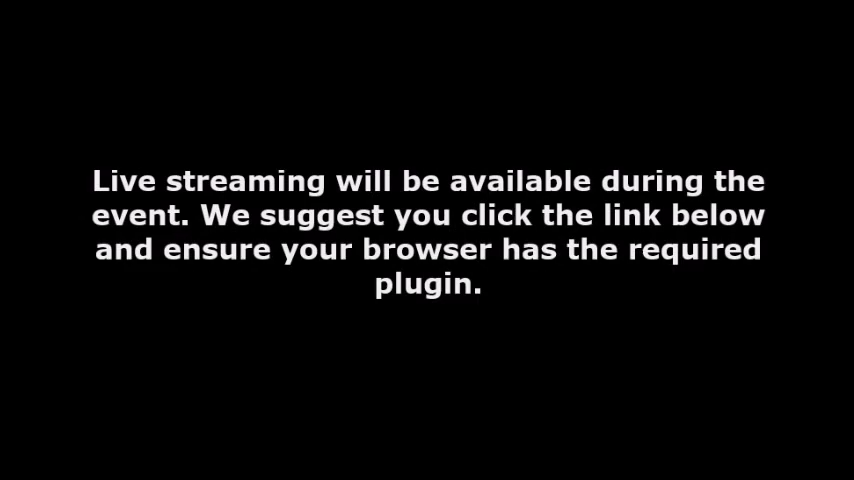 Live streaming will be available during the
event. We suggest you click the link below
and ensure your browser has the required
plugin.